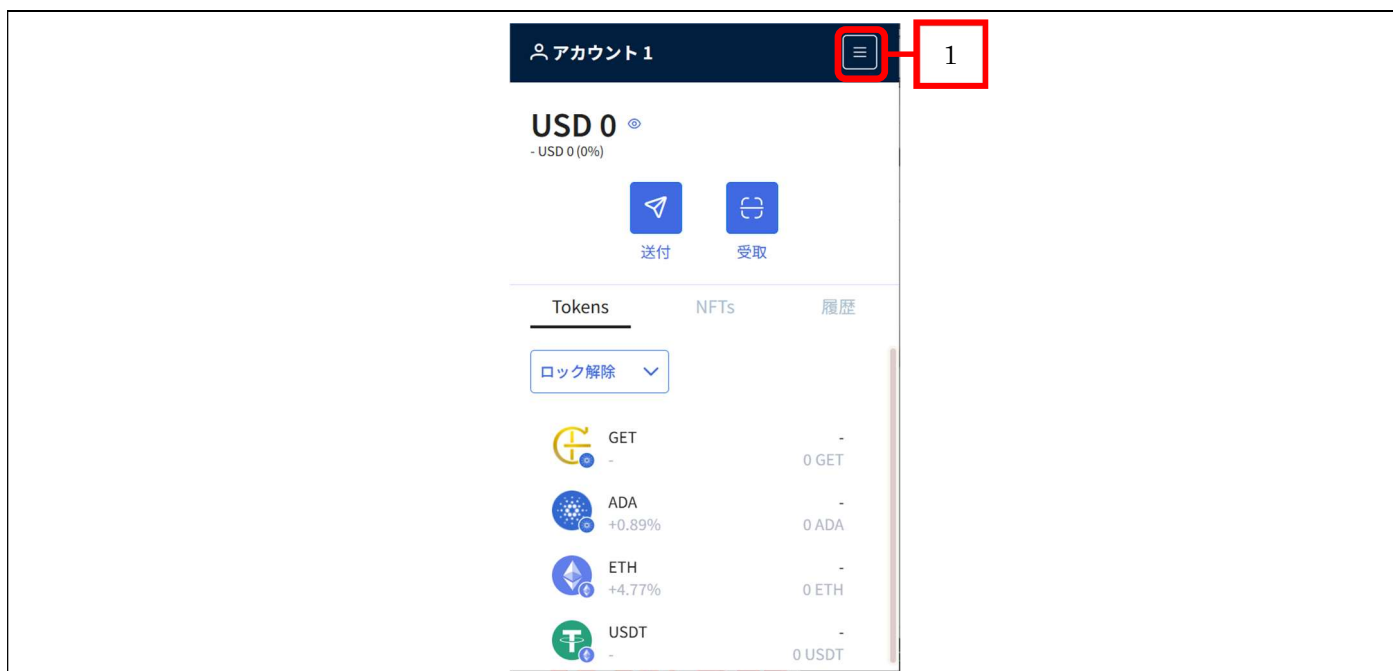 アカウント 1
1
USD 0
- USD 0 (0%)
送付 受取
Tokens NFTs 履歴
ロック解除
GET -
- 0 GET
ADA -
+0.89% 0 ADA
ETH -
+4.77% 0 ETH
USDT -
- 0 USDT